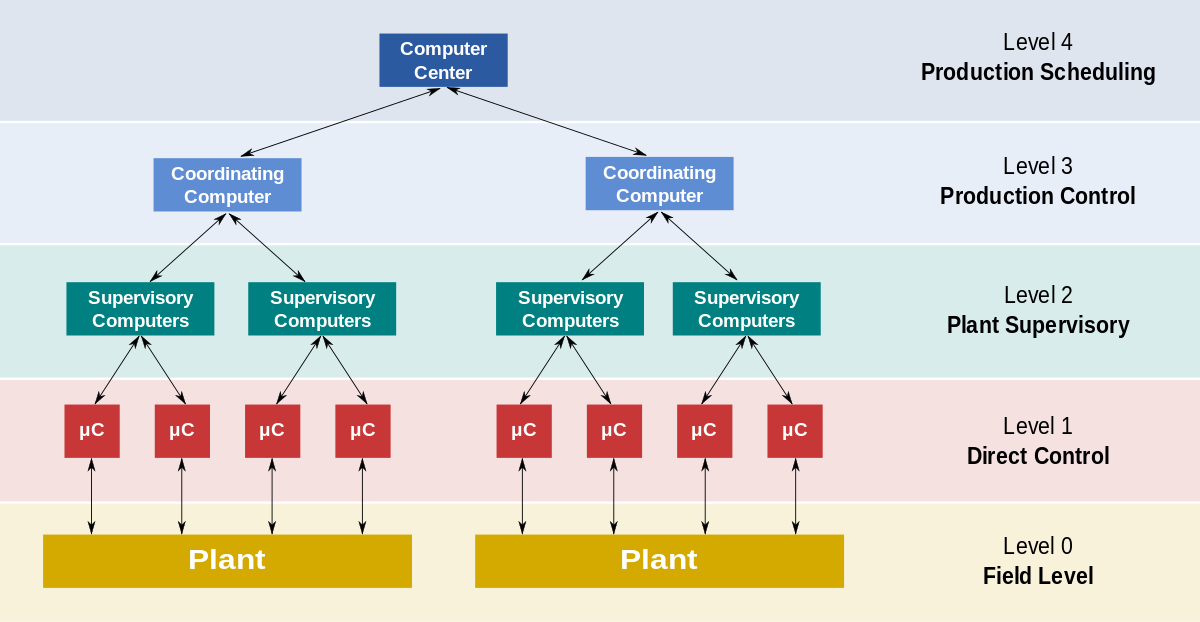 Computer
Center
Level 4
Production Scheduling
Coordinating
Computer
Coordinating
Computer
Level 3
Production Control
Supervisory
Computers
Supervisory
Computers
Supervisory
Computers
Supervisory
Computers
Level 2
Plant Supervisory
µC
µC
µC
µC
µC
µC
µC
µC
Level 1
Direct Control
Plant
Plant
Level 0
Field Level